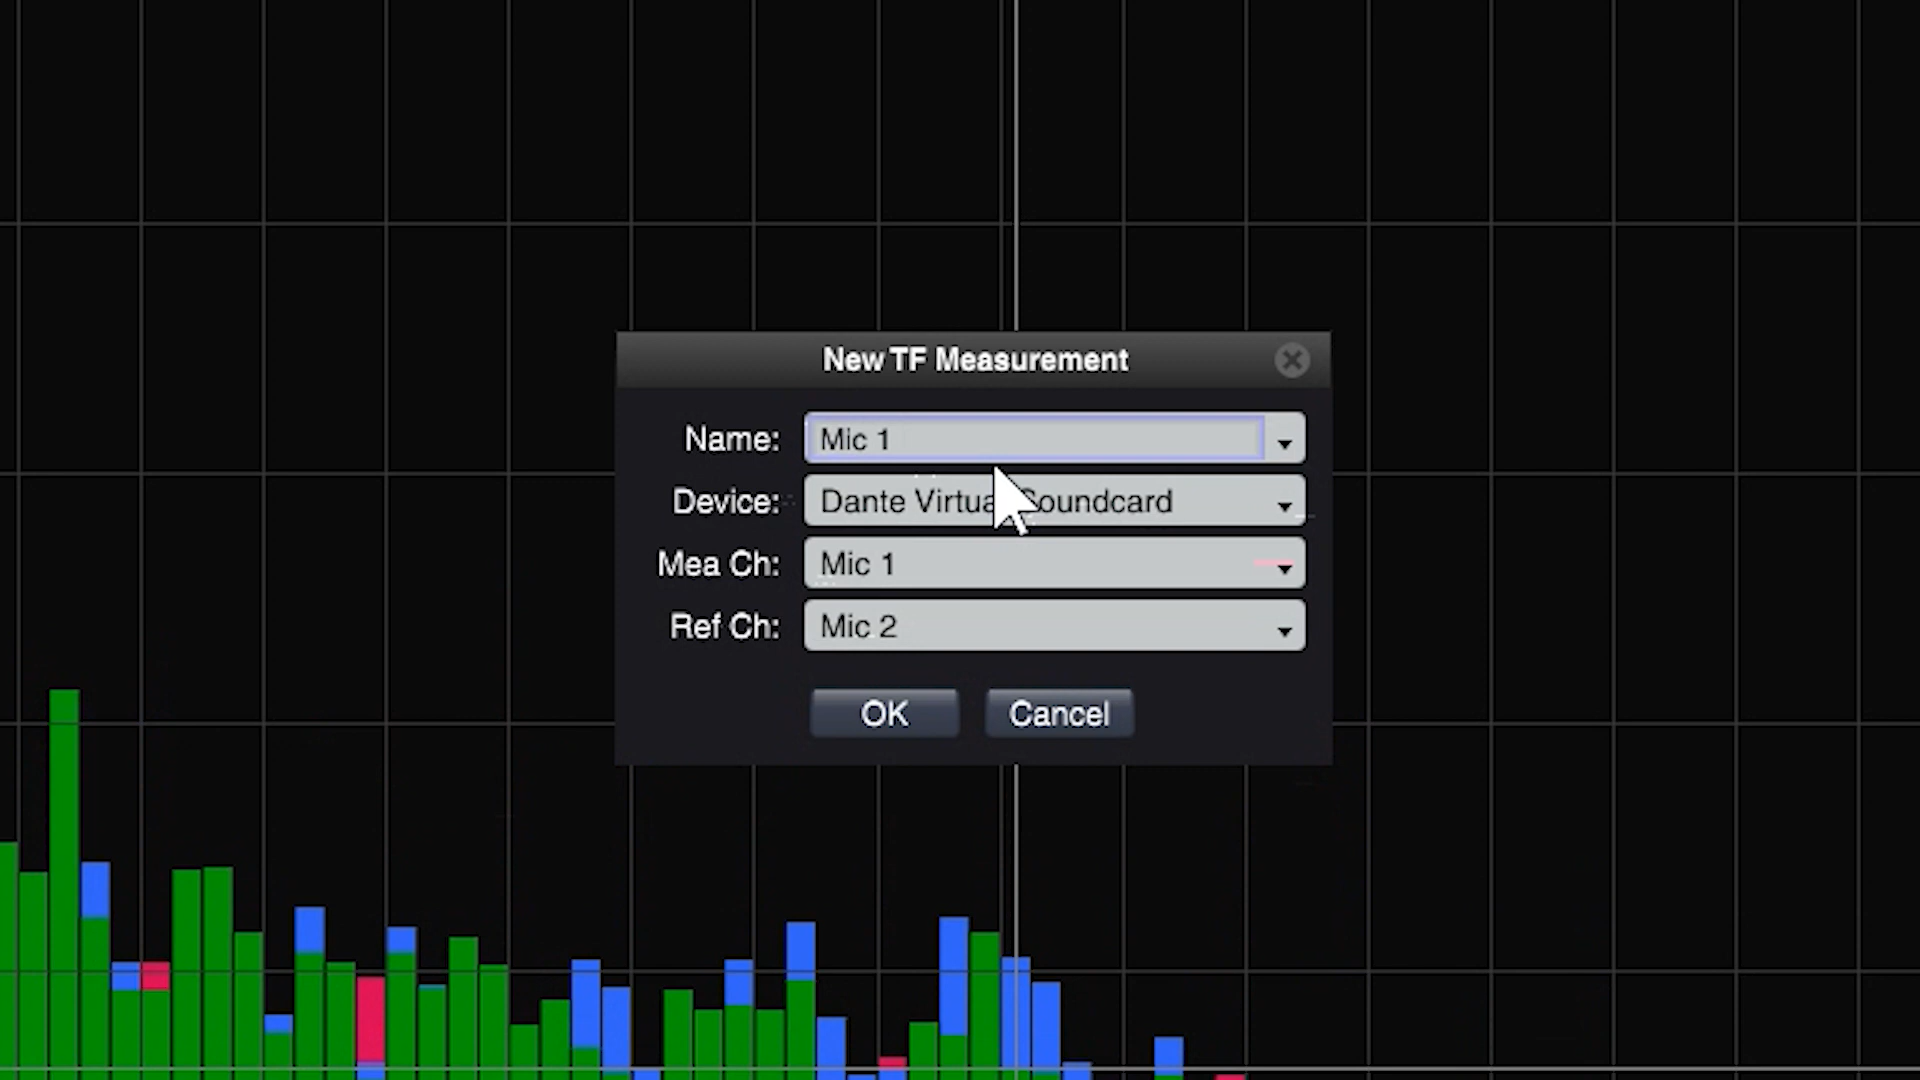 New TF Measurement
Name: Mic 1
Device: Dante Virtual Soundcard
Mea Ch: Mic 1
Ref Ch: Mic 2
OK Cancel